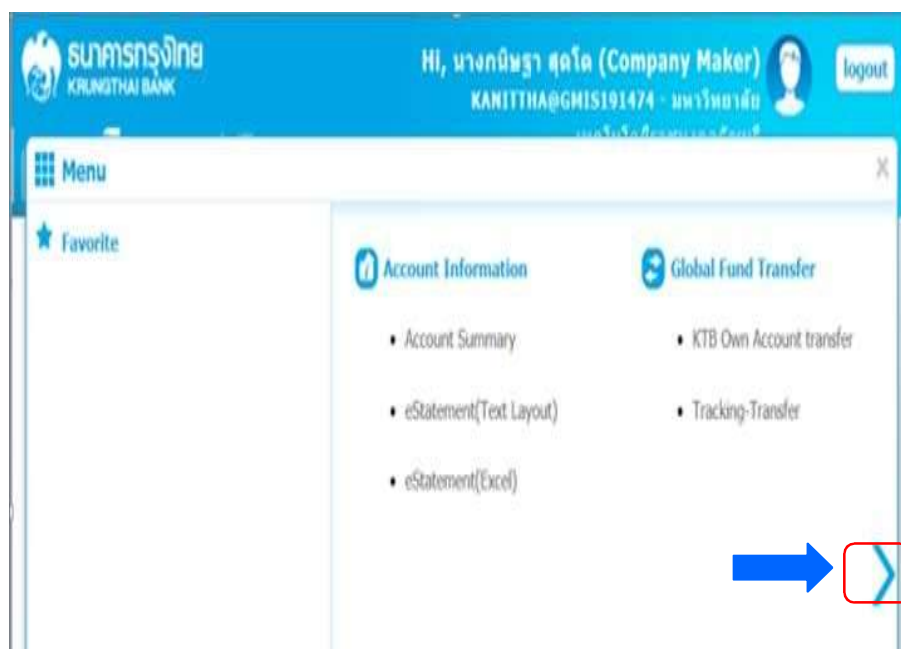 ธนาคารกรุงไทย
KRUNGTHAI BANK
Hi, นางกนิษฐา สุดโต (Company Maker)
KANITTHA@GMIS191474 - มหาวิทยาลัย
logout
Menu
X
Favorite
Account Information
Account Summary
eStatement(Text Layout)
eStatement(Excel)
Global Fund Transfer
KTB Own Account transfer
Tracking-Transfer